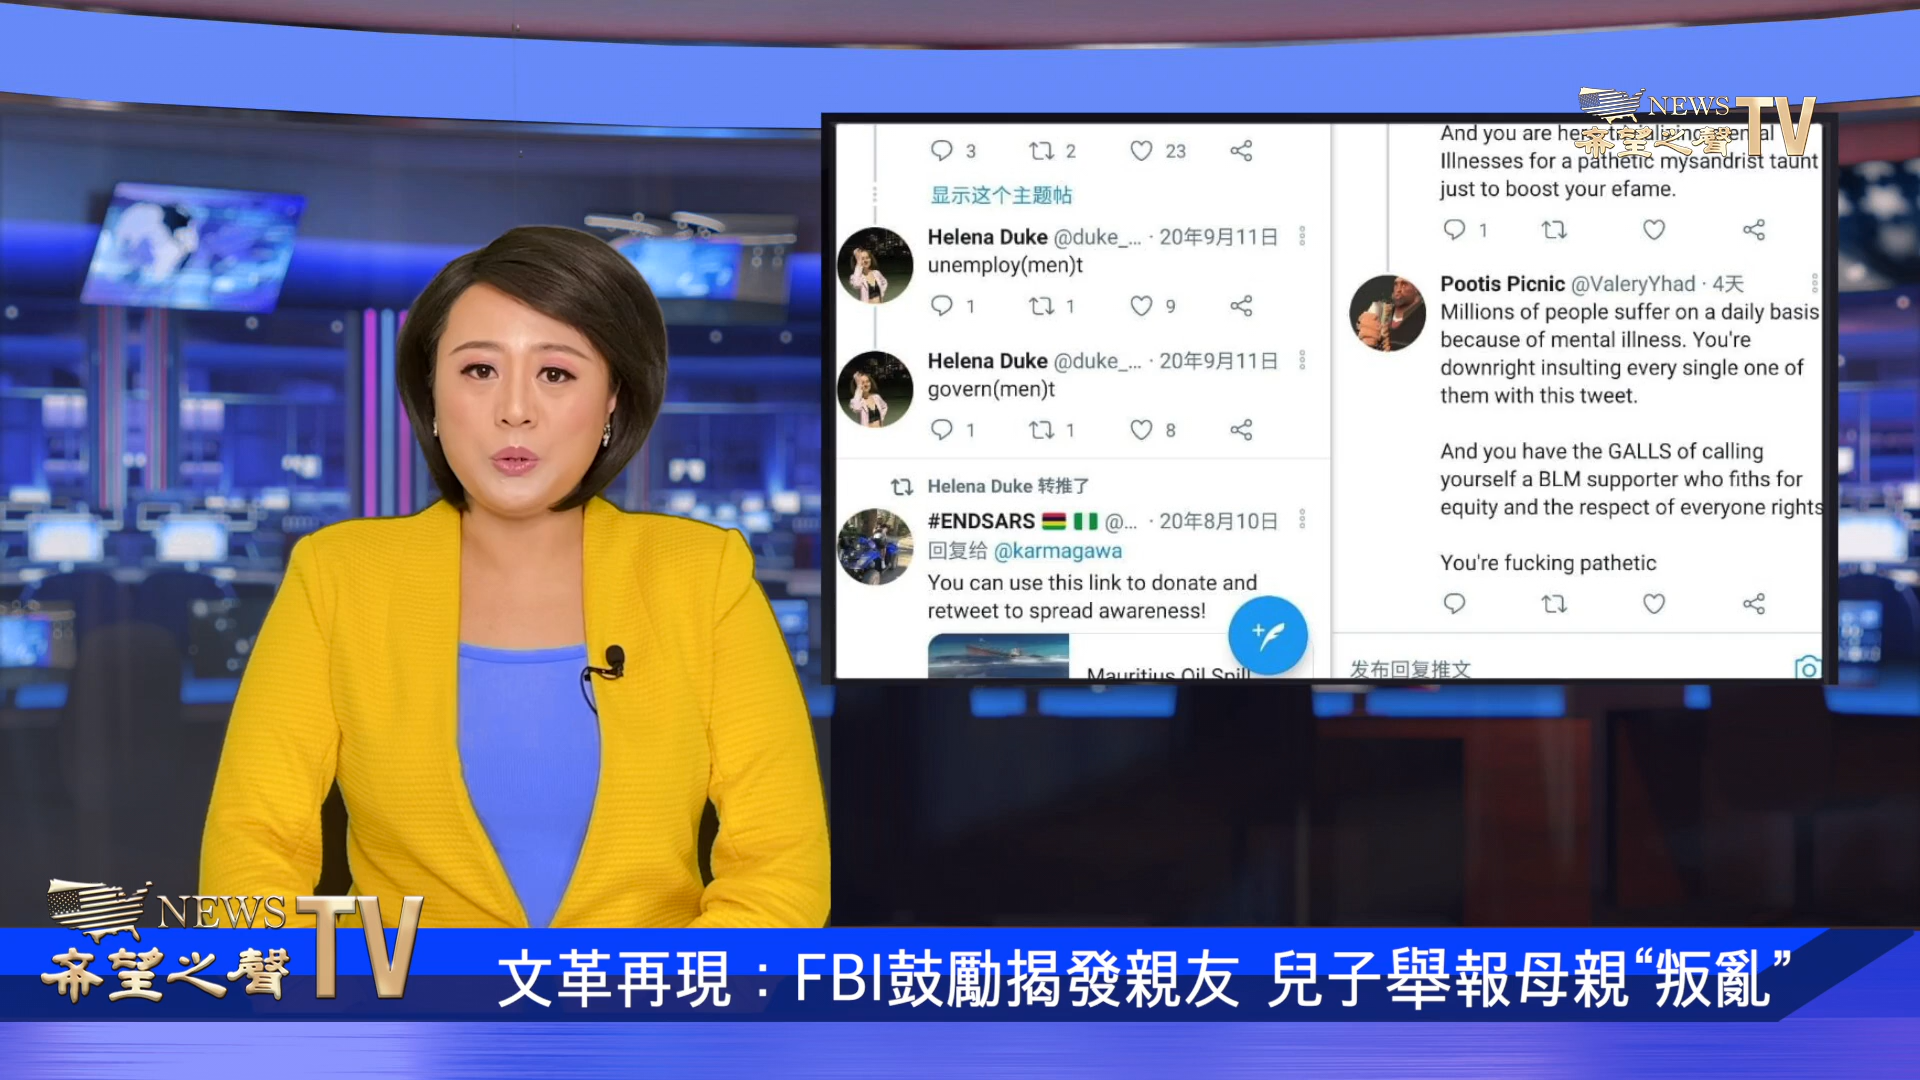 3 2 23
显示这个主题帖
Helena Duke @duke_... · 20年9月11日
unemploy(men)t
1 1 9
Helena Duke @duke_... · 20年9月11日
govern(men)t
1 1 8
Helena Duke 转推了
#ENDSARS @... · 20年8月10日
回复给 @karmagawa
You can use this link to donate and
retweet to spread awareness!
Mauritius Oil Spill
NEWS TV
希望之聲
And you are here
Illnesses for a pathetic mysandrist taunt
just to boost your efame.
1
Pootis Picnic @ValeryYhad · 4天
Millions of people suffer on a daily basis
because of mental illness. You're
downright insulting every single one of
them with this tweet.
And you have the GALLS of calling
yourself a BLM supporter who fiths for
equity and the respect of everyone rights
You're fucking pathetic
发布回复推文
NEWS TV
希望之聲
文革再現：FBI鼓勵揭發親友 兒子舉報母親“叛亂”